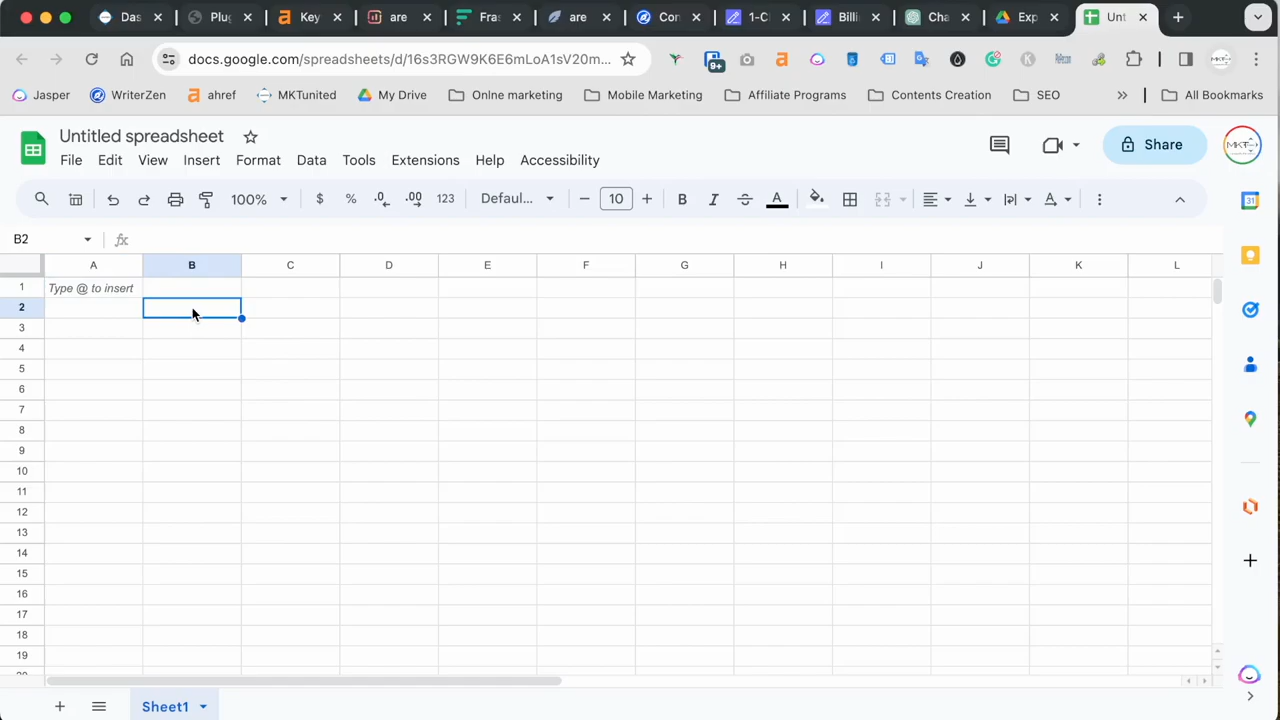 Das Plug Key .are Fra are Con 1-C Billi Cha Exp Unt
docs.google.com/spreadsheets/d/16s3RGW9K6E6mLoA1sV20m...
9+
Jasper WriterZen ahref MKTunited My Drive Onlne marketing Mobile Marketing Affiliate Programs Contents Creation SEO All Bookmarks
Untitled spreadsheet
Share
File Edit View Insert Format Data Tools Extensions Help Accessibility
100% $ % .0 .00 123 Defaul... 10 B I A A
B2 fx
A B C D E F G H I J K L
1 Type @ to insert
2
3
4
5
6
7
8
9
10
11
12
13
14
15
16
17
18
19
Sheet1